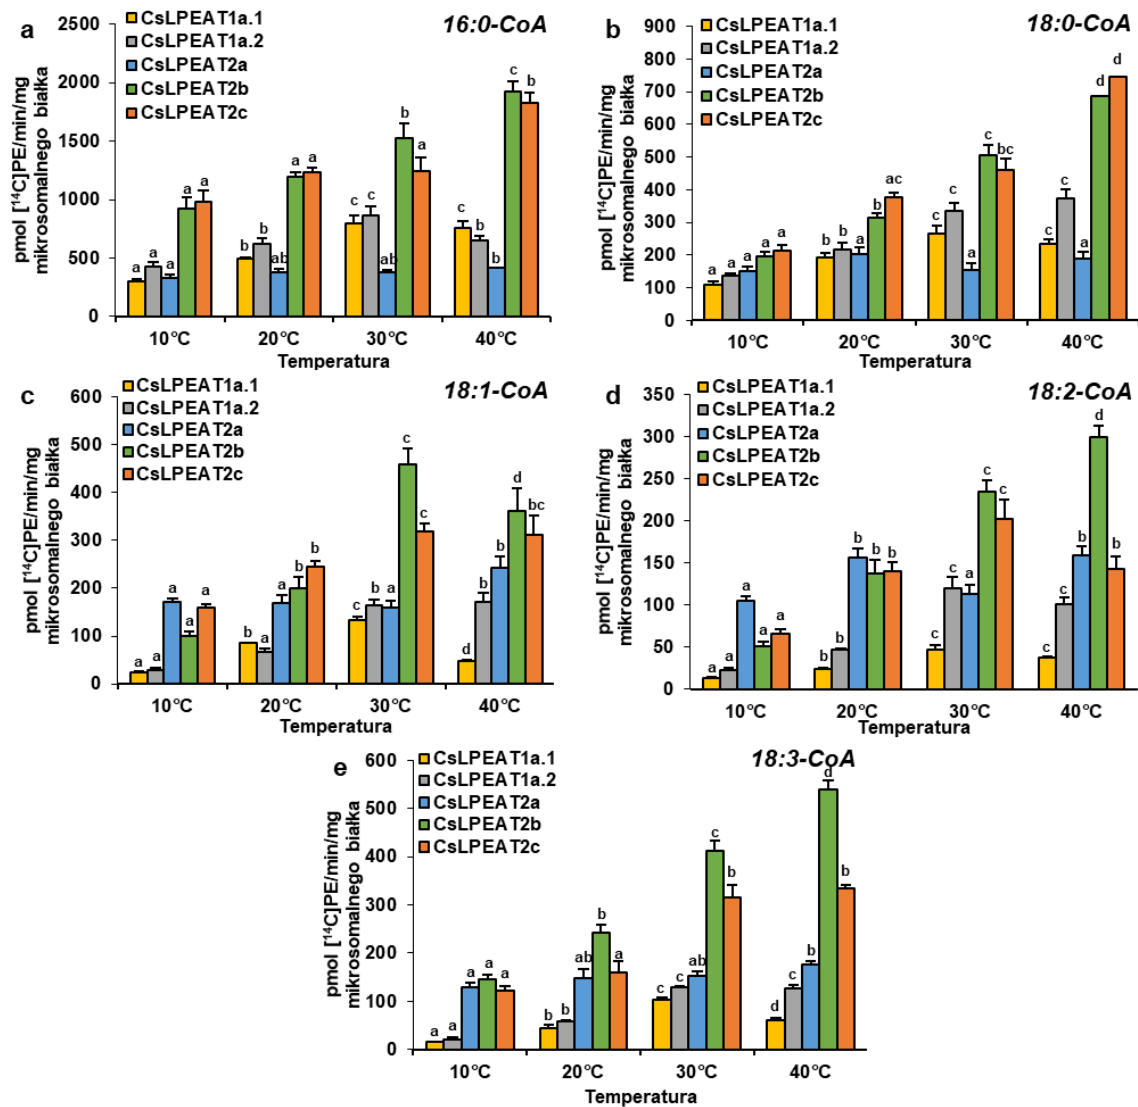 a
16:0-CoA
CsLPEAT1a.1
CsLPEAT1a.2
CsLPEAT2a
CsLPEAT2b
CsLPEAT2c
pmol [¹⁴C]PE/min/mg
mikrosomalnego białka
2500
2000
1500
1000
500
0
a a a a a
b b ab a a
c c ab b a
c b b c b
10°C 20°C 30°C 40°C
Temperatura
b
18:0-CoA
CsLPEAT1a.1
CsLPEAT1a.2
CsLPEAT2a
CsLPEAT2b
CsLPEAT2c
pmol [¹⁴C]PE/min/mg
mikrosomalnego białka
900
800
700
600
500
400
300
200
100
0
a a a a a
b b a b ac
c c a c bc
c c a d d
10°C 20°C 30°C 40°C
Temperatura
c
18:1-CoA
CsLPEAT1a.1
CsLPEAT1a.2
CsLPEAT2a
CsLPEAT2b
CsLPEAT2c
pmol [¹⁴C]PE/min/mg
mikrosomalnego białka
600
500
400
300
200
100
0
a a a a a
b a a b b
c b a c c
d b b d bc
10°C 20°C 30°C 40°C
Temperatura
d
18:2-CoA
CsLPEAT1a.1
CsLPEAT1a.2
CsLPEAT2a
CsLPEAT2b
CsLPEAT2c
pmol [¹⁴C]PE/min/mg
mikrosomalnego białka
350
300
250
200
150
100
50
0
a a a a a
b b b b b
c c a c c
c c b d b
10°C 20°C 30°C 40°C
Temperatura
e
18:3-CoA
CsLPEAT1a.1
CsLPEAT1a.2
CsLPEAT2a
CsLPEAT2b
CsLPEAT2c
pmol [¹⁴C]PE/min/mg
mikrosomalnego białka
600
500
400
300
200
100
0
a a a a a
b b ab b a
c c ab c b
d c b d b
10°C 20°C 30°C 40°C
Temperatura